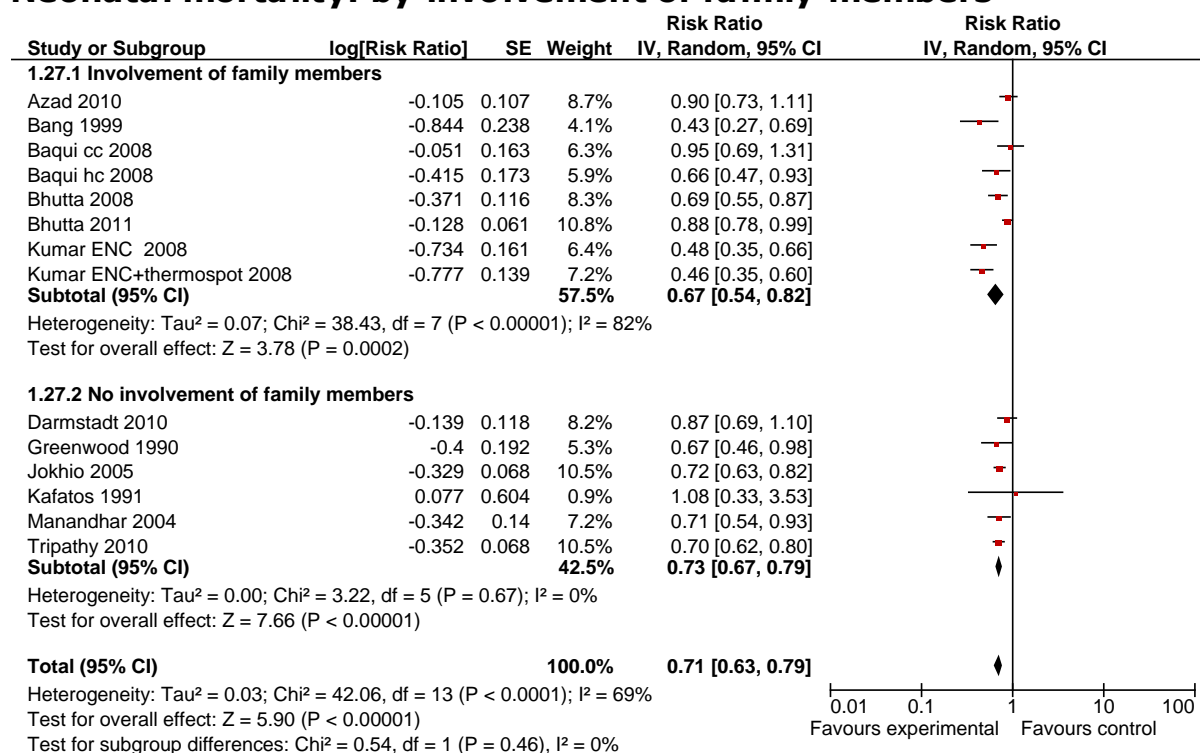 Neonatal mortality: by involvement of family members
Risk Ratio Risk Ratio
Study or Subgroup log[Risk Ratio] SE Weight IV, Random, 95% CI IV, Random, 95% CI
1.27.1 Involvement of family members
Azad 2010 -0.105 0.107 8.7% 0.90 [0.73, 1.11]
Bang 1999 -0.844 0.238 4.1% 0.43 [0.27, 0.69]
Baqui cc 2008 -0.051 0.163 6.3% 0.95 [0.69, 1.31]
Baqui hc 2008 -0.415 0.173 5.9% 0.66 [0.47, 0.93]
Bhutta 2008 -0.371 0.116 8.3% 0.69 [0.55, 0.87]
Bhutta 2011 -0.128 0.061 10.8% 0.88 [0.78, 0.99]
Kumar ENC 2008 -0.734 0.161 6.4% 0.48 [0.35, 0.66]
Kumar ENC+thermospot 2008 -0.777 0.139 7.2% 0.46 [0.35, 0.60]
Subtotal (95% CI) 57.5% 0.67 [0.54, 0.82]
Heterogeneity: Tau² = 0.07; Chi² = 38.43, df = 7 (P < 0.00001); I² = 82%
Test for overall effect: Z = 3.78 (P = 0.0002)
1.27.2 No involvement of family members
Darmstadt 2010 -0.139 0.118 8.2% 0.87 [0.69, 1.10]
Greenwood 1990 -0.4 0.192 5.3% 0.67 [0.46, 0.98]
Jokhio 2005 -0.329 0.068 10.5% 0.72 [0.63, 0.82]
Kafatos 1991 0.077 0.604 0.9% 1.08 [0.33, 3.53]
Manandhar 2004 -0.342 0.14 7.2% 0.71 [0.54, 0.93]
Tripathy 2010 -0.352 0.068 10.5% 0.70 [0.62, 0.80]
Subtotal (95% CI) 42.5% 0.73 [0.67, 0.79]
Heterogeneity: Tau² = 0.00; Chi² = 3.22, df = 5 (P = 0.67); I² = 0%
Test for overall effect: Z = 7.66 (P < 0.00001)
Total (95% CI) 100.0% 0.71 [0.63, 0.79]
Heterogeneity: Tau² = 0.03; Chi² = 42.06, df = 13 (P < 0.0001); I² = 69%
Test for overall effect: Z = 5.90 (P < 0.00001)
Test for subgroup differences: Chi² = 0.54, df = 1 (P = 0.46), I² = 0%
0.01 0.1 1 10 100
Favours experimental Favours control